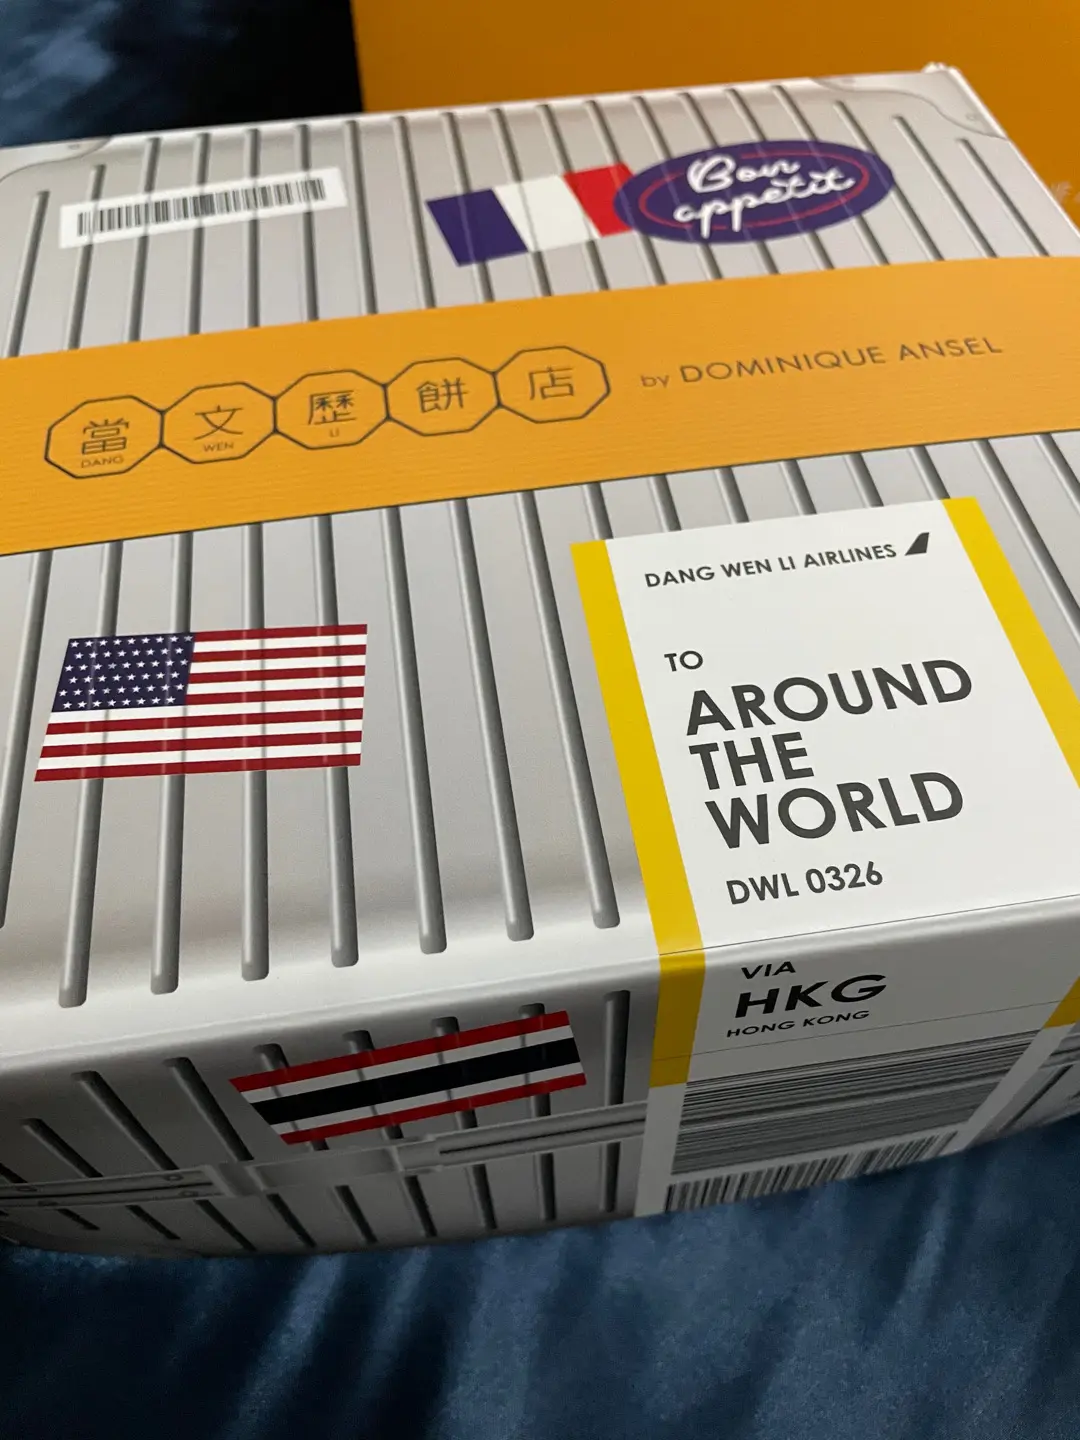 Bon
appétit
當文歷餅店 by DOMINIQUE ANSEL
DANG WEN LI
DANG WEN LI AIRLINES
TO
AROUND
THE
WORLD
DWL 0326
VIA
HKG
HONG KONG